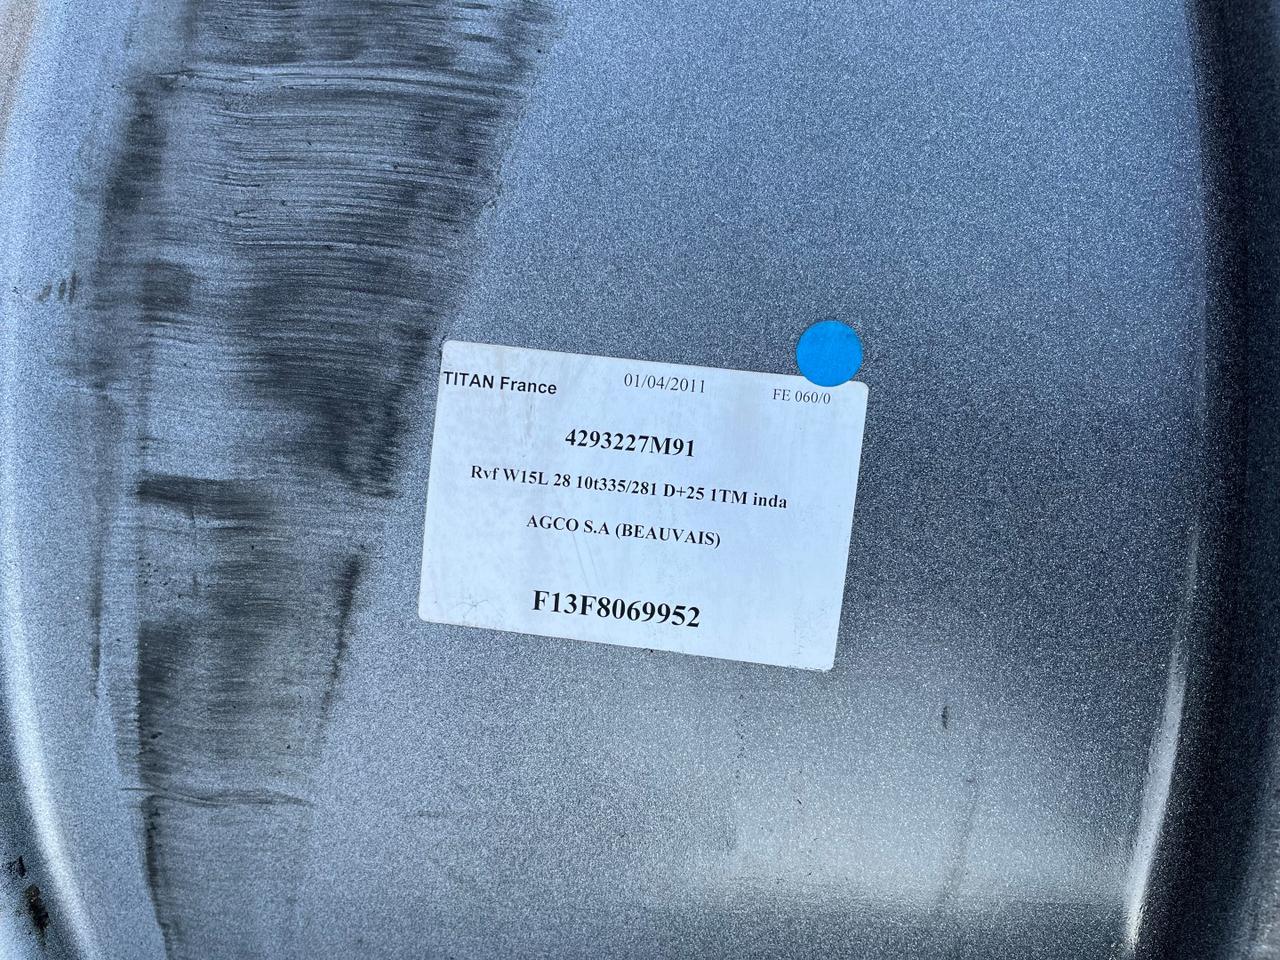 TITAN France 01/04/2011 FE 060/0
4293227M91
Rvf W15L 28 10t335/281 D+25 1TM inda
AGCO S.A (BEAUVAIS)
F13F8069952